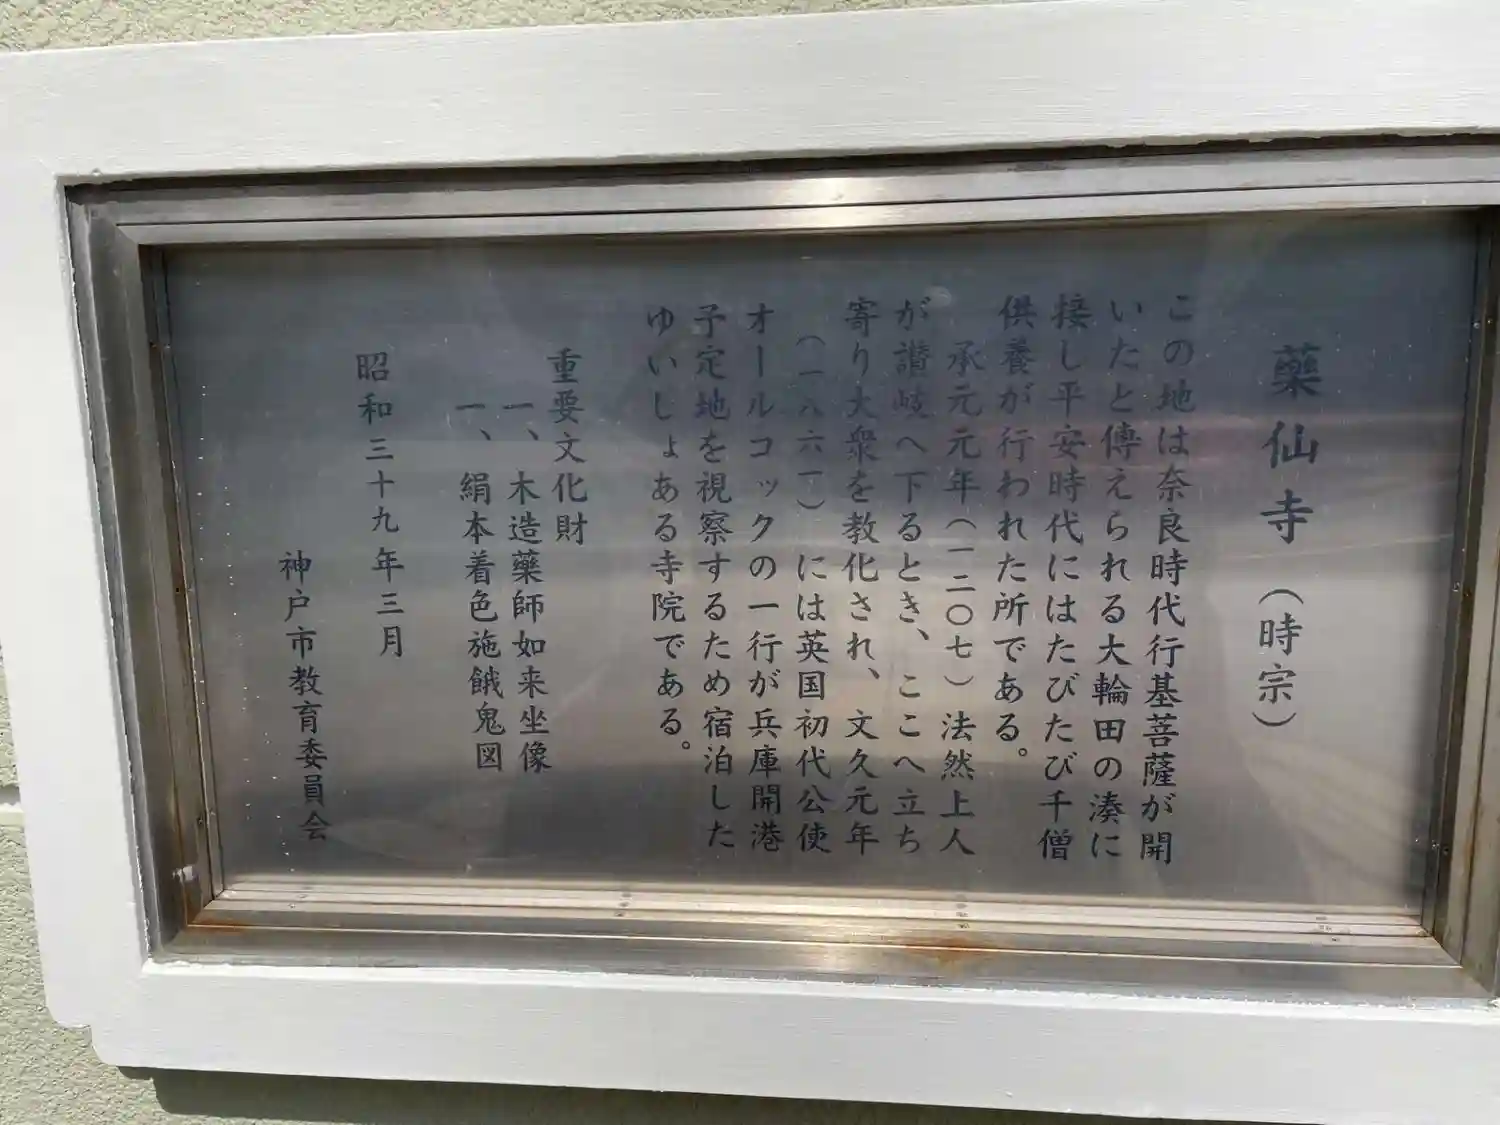 藥仙寺（時宗）
この地は奈良時代行基菩薩が開
いたと傳えられる大輪田の湊に
接し平安時代にはたびたび千僧
供養が行われた所である。
承元元年（一二〇七）法然上人
が讃岐へ下るとき、ここへ立ち
寄り大衆を教化され、文久元年
（一八六一）には英国初代公使
オールコックの一行が兵庫開港
予定地を視察するため宿泊した
ゆいしょある寺院である。
重要文化財
一、木造藥師如来坐像
一、絹本着色施餓鬼図
昭和三十九年三月
神戸市教育委員会